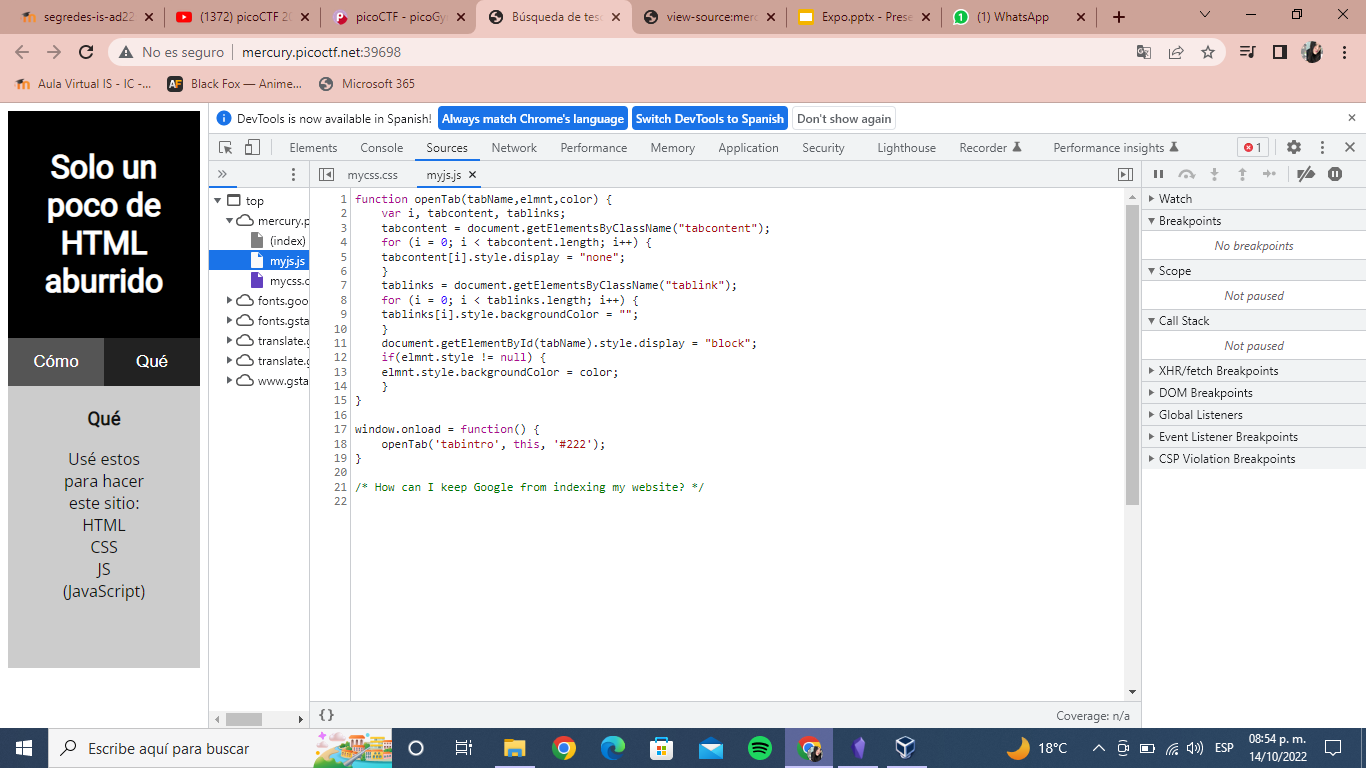 segredes-is-ad22
(1372) picoCTF 20
picoCTF - picoGy
Búsqueda de teso
view-source:merc
Expo.pptx - Prese
(1) WhatsApp
No es seguro
mercury.picoctf.net:39698
Aula Virtual IS - IC -...
Black Fox — Anime...
Microsoft 365
Solo un
poco de
HTML
aburrido
Cómo
Qué
Qué
Usé estos
para hacer
este sitio:
HTML
CSS
JS
(JavaScript)
DevTools is now available in Spanish!
Always match Chrome's language
Switch DevTools to Spanish
Don't show again
Elements
Console
Sources
Network
Performance
Memory
Application
Security
Lighthouse
Recorder
Performance insights
1
top
mercury.p
(index)
myjs.js
mycss.c
fonts.goo
fonts.gsta
translate.g
translate.g
www.gsta
mycss.css
myjs.js
1 function openTab(tabName,elmnt,color) {
2 var i, tabcontent, tablinks;
3 tabcontent = document.getElementsByClassName("tabcontent");
4 for (i = 0; i < tabcontent.length; i++) {
5 tabcontent[i].style.display = "none";
6 }
7 tablinks = document.getElementsByClassName("tablink");
8 for (i = 0; i < tablinks.length; i++) {
9 tablinks[i].style.backgroundColor = "";
10 }
11 document.getElementById(tabName).style.display = "block";
12 if(elmnt.style != null) {
13 elmnt.style.backgroundColor = color;
14 }
15 }
16
17 window.onload = function() {
18 openTab('tabintro', this, '#222');
19 }
20
21 /* How can I keep Google from indexing my website? */
22
{}
Coverage: n/a
Watch
Breakpoints
No breakpoints
Scope
Not paused
Call Stack
Not paused
XHR/fetch Breakpoints
DOM Breakpoints
Global Listeners
Event Listener Breakpoints
CSP Violation Breakpoints
Escribe aquí para buscar
18°C
ESP
08:54 p. m.
14/10/2022